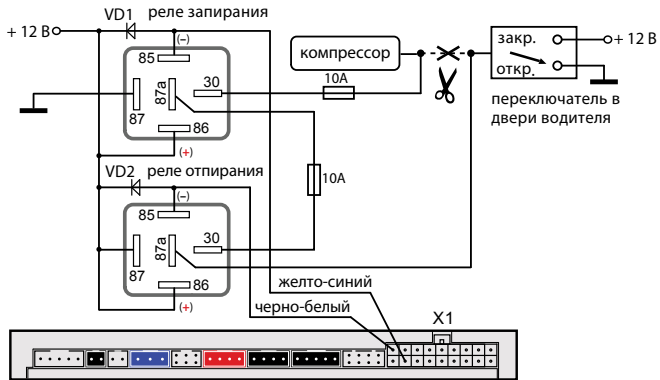 VD1 реле запирания
+ 12 В
(–)
85
30
87а
87
86
(+)
компрессор
10А
закр.
откр.
+ 12 В
переключатель в
двери водителя
VD2 реле отпирания
(–)
10А
85
30
87а
87
86
(+)
желто-синий
черно-белый
X1